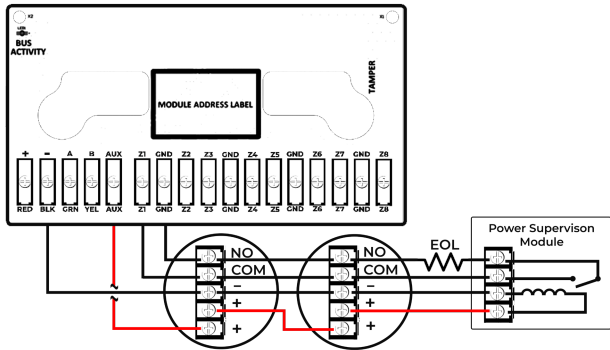 X2
X1
LED
BUS
ACTIVITY
TAMPER
MODULE ADDRESS LABEL
+ − A B AUX Z1 GND Z2 Z3 GND Z4 Z5 GND Z6 Z7 GND Z8
RED BLK GRN YEL AUX Z1 GND Z2 Z3 GND Z4 Z5 GND Z6 Z7 GND Z8
Power Supervison
Module
NO NO EOL
COM COM
− −
+ +
+ +